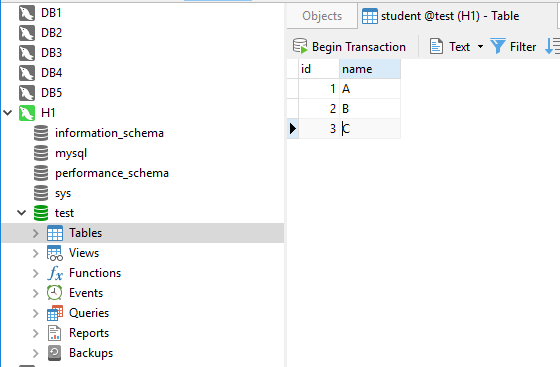 DB1
DB2
DB3
DB4
DB5
H1
information_schema
mysql
performance_schema
sys
test
Tables
Views
Functions
Events
Queries
Reports
Backups
Objects student @test (H1) - Table
Begin Transaction Text Filter
id name
1 A
2 B
3 C